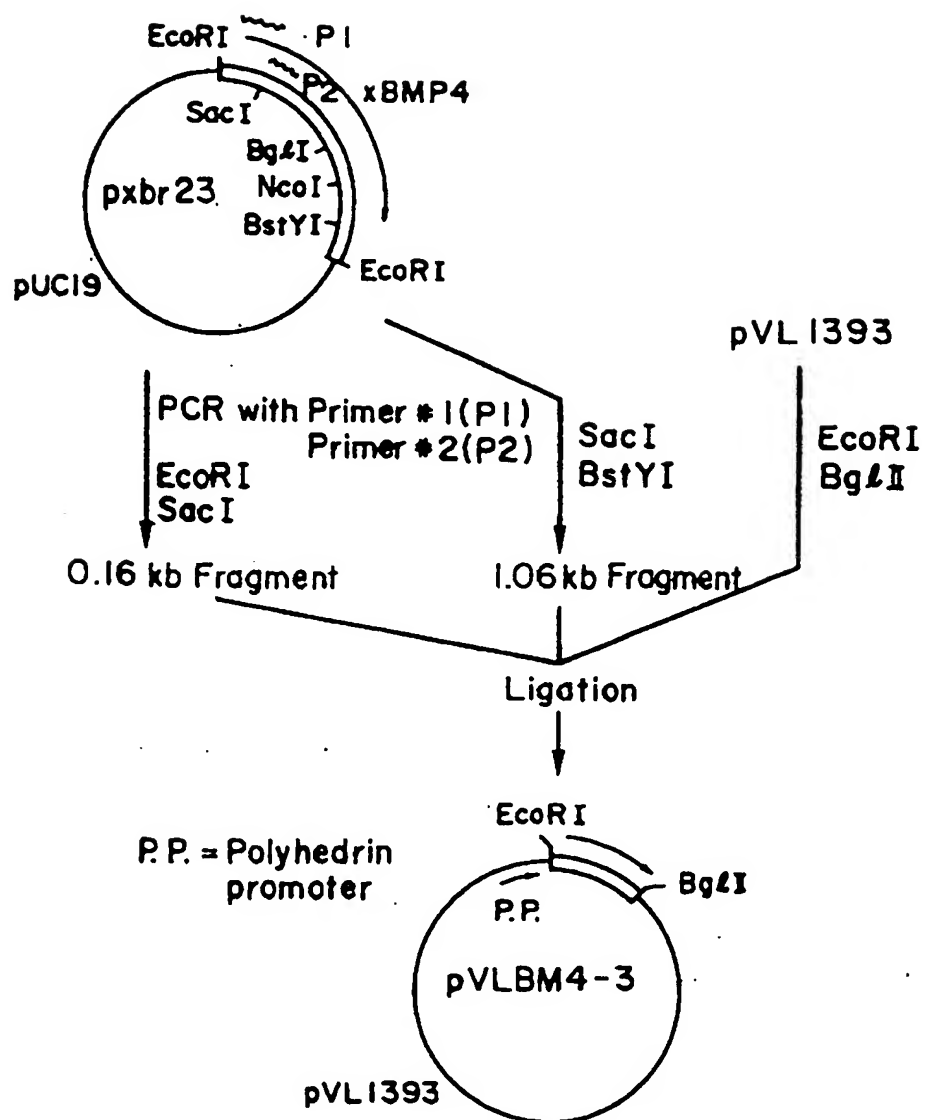 EcoRI
P1
P2
xBMP4
SacI
BglI
NcoI
BstYI
pxbr23
EcoRI
pUC19
pVL1393
PCR with Primer #1(P1)
Primer #2(P2)
EcoRI
SacI
SacI
BstYI
EcoRI
BglII
0.16 kb Fragment
1.06 kb Fragment
Ligation
EcoRI
P.P. = Polyhedrin
promoter
BglI
P.P.
pVLBM4-3
pVL1393